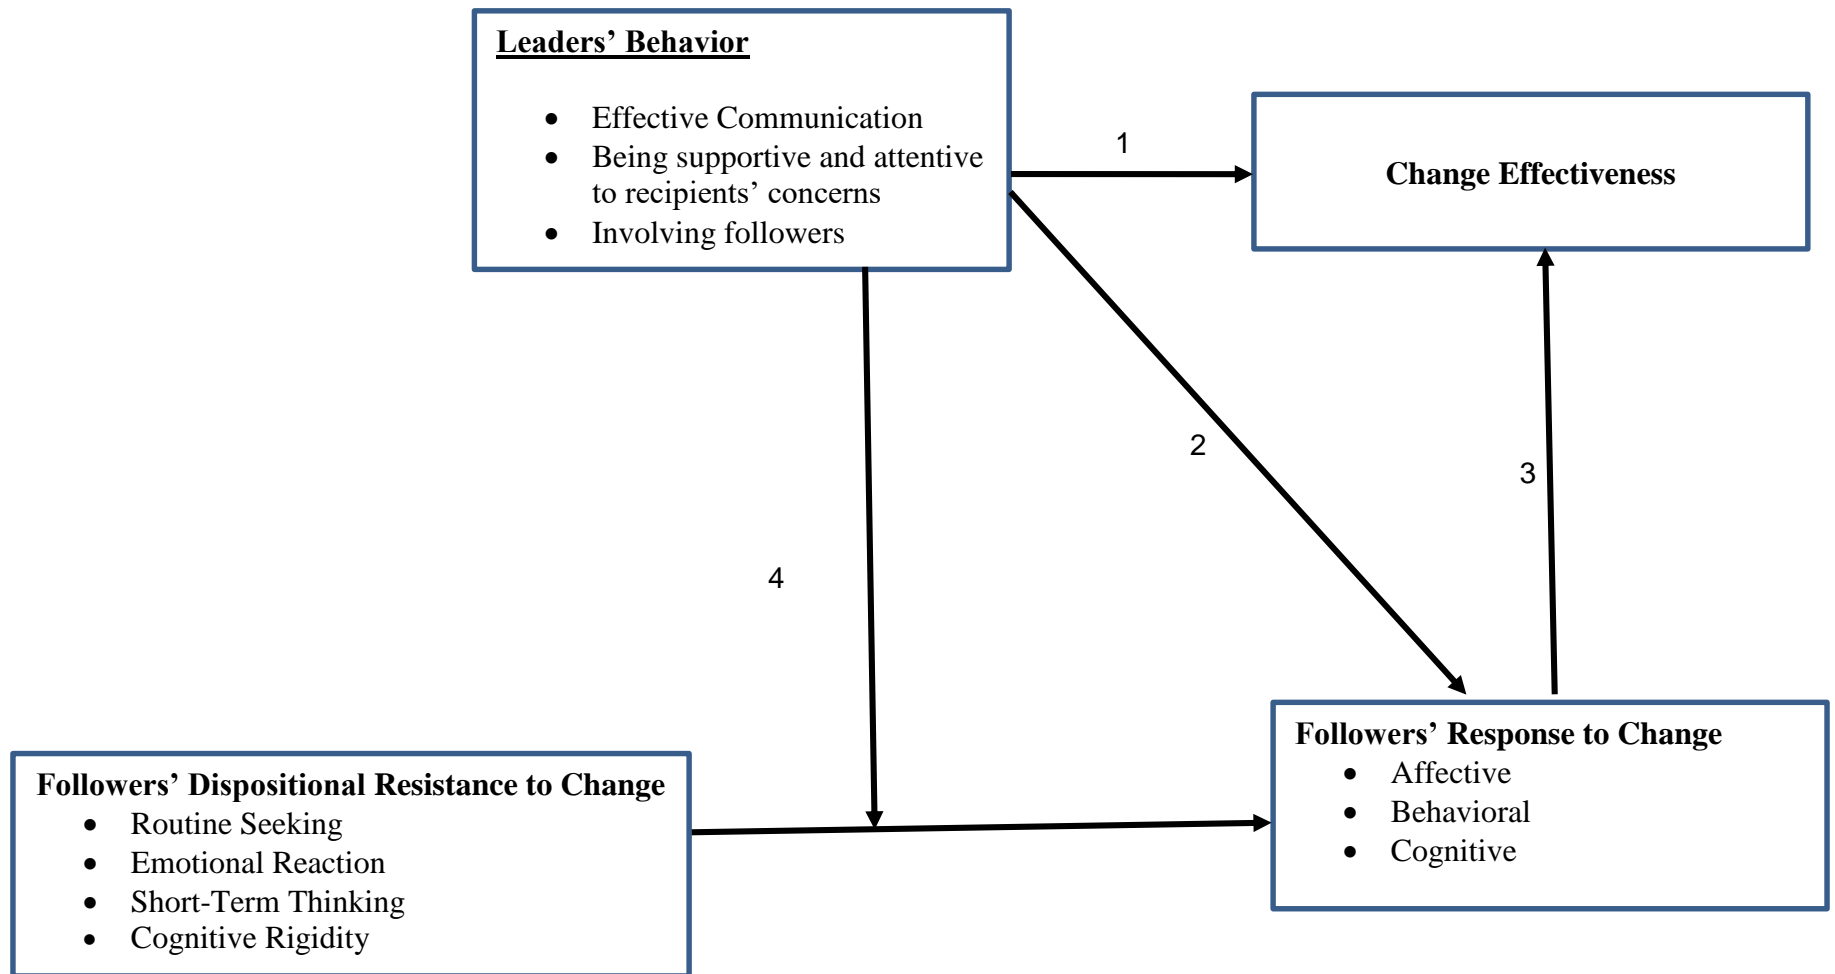 Leaders’ Behavior
• Effective Communication
• Being supportive and attentive
to recipients’ concerns
• Involving followers
1
Change Effectiveness
2
3
4
Followers’ Dispositional Resistance to Change
• Routine Seeking
• Emotional Reaction
• Short-Term Thinking
• Cognitive Rigidity
Followers’ Response to Change
• Affective
• Behavioral
• Cognitive